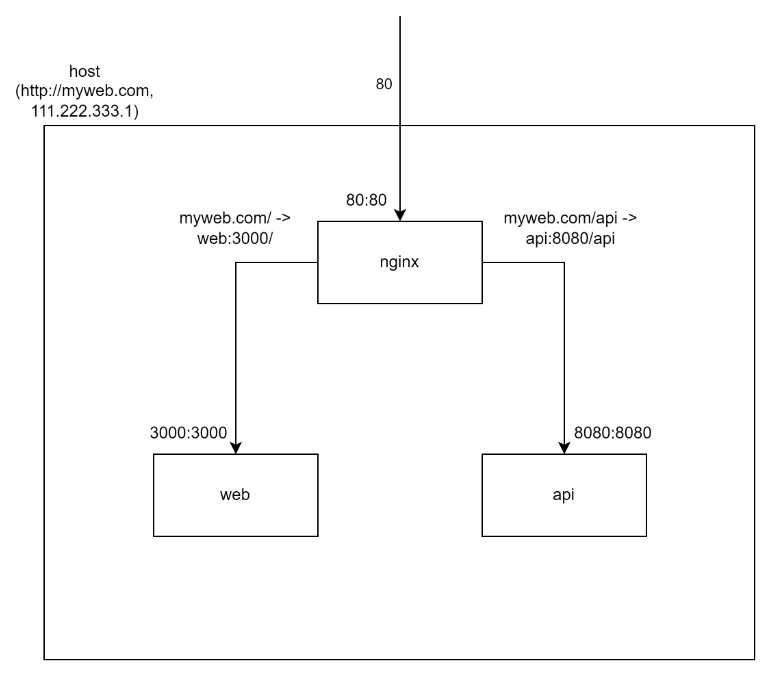 host
(http://myweb.com,
111.222.333.1)
80
80:80
myweb.com/ ->
web:3000/
myweb.com/api ->
api:8080/api
nginx
3000:3000
8080:8080
web
api